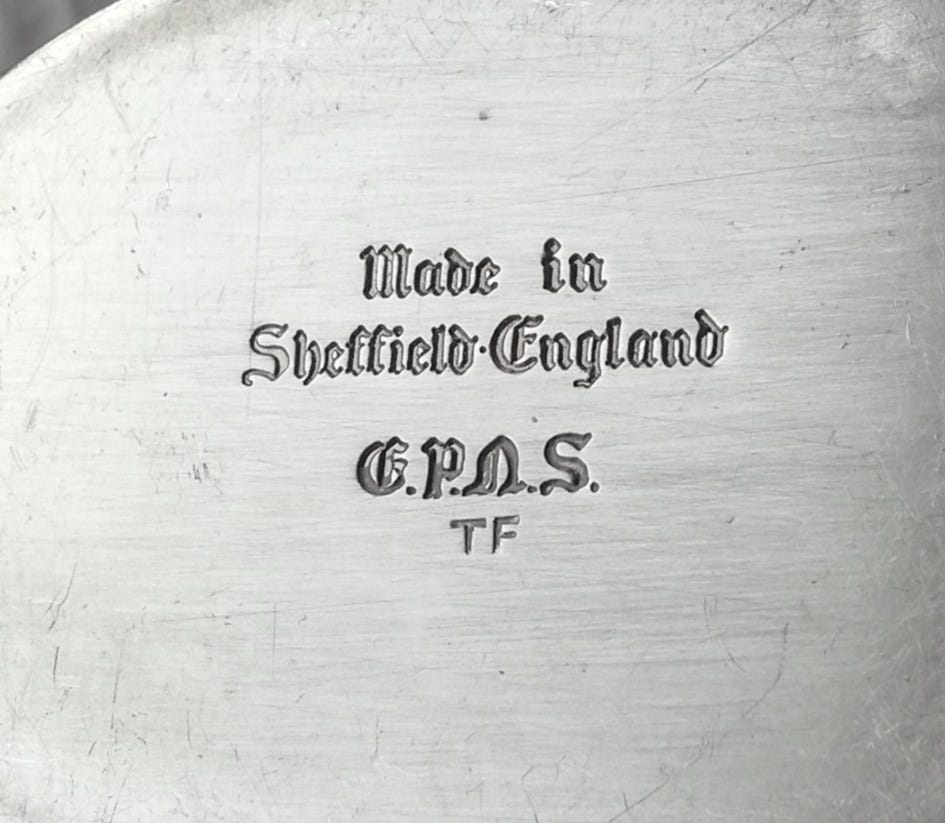 Made in
Sheffield·England
E.P.N.S.
TF